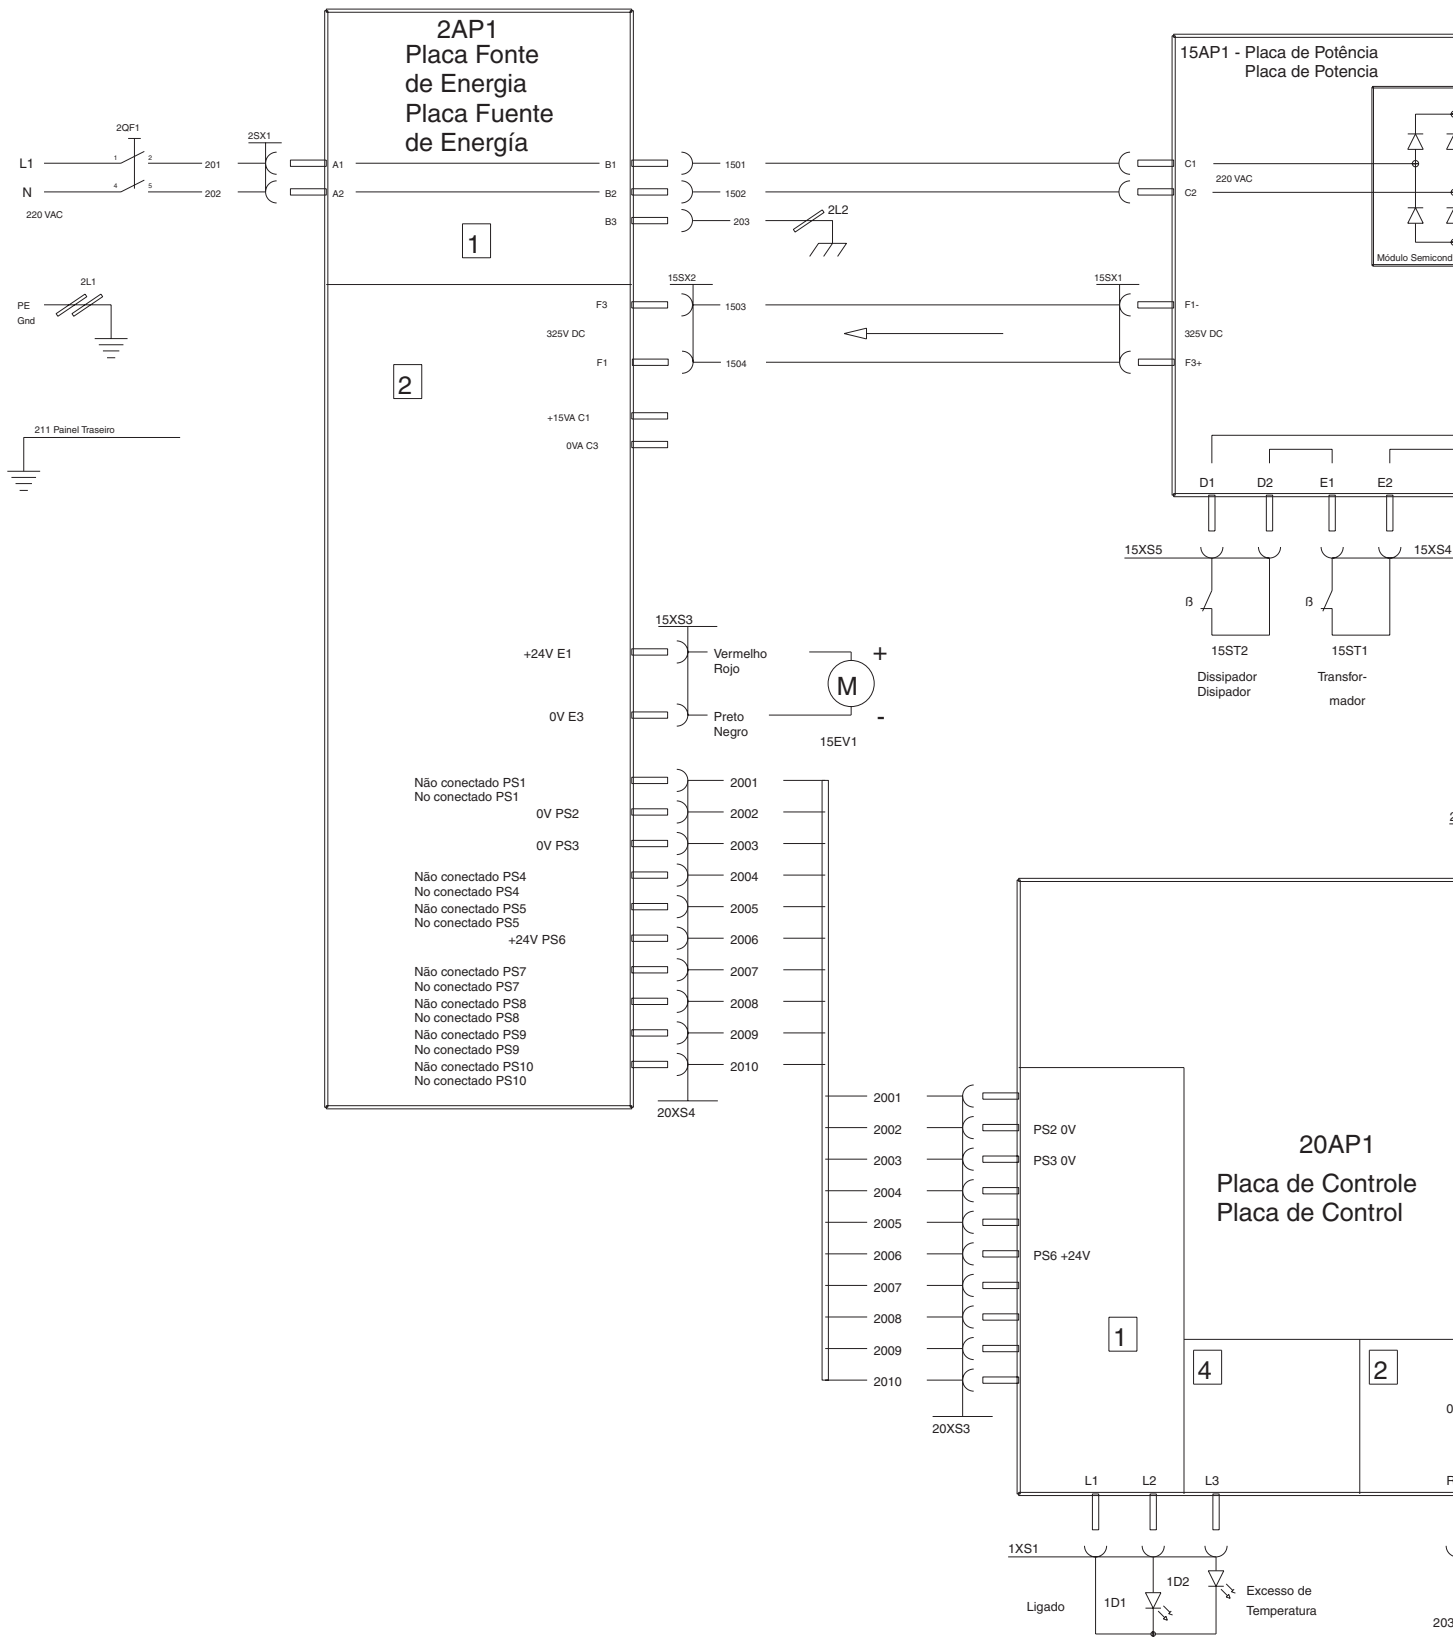 2AP1
Placa Fonte
de Energia
Placa Fuente
de Energía
15AP1 - Placa de Potência
Placa de Potencia
2QF1
2SX1
L1
1
2
201
A1
B1
1501
C1
N
4
5
202
A2
B2
1502
C2
220 VAC
220 VAC
B3
203
2L2
1
Módulo Semicond
2L1
15SX2
15SX1
PE
Gnd
F3
1503
F1-
325V DC
325V DC
F1
1504
F3+
2
+15VA C1
0VA C3
211 Painel Traseiro
D1
D2
E1
E2
15XS5
15XS4
ß
ß
15ST2
15ST1
Dissipador
Disipador
Transfor-
mador
15XS3
+24V E1
Vermelho
Rojo
+
M
0V E3
Preto
Negro
-
15EV1
Não conectado PS1
No conectado PS1
2001
0V PS2
2002
0V PS3
2003
Não conectado PS4
No conectado PS4
2004
Não conectado PS5
No conectado PS5
2005
+24V PS6
2006
Não conectado PS7
No conectado PS7
2007
Não conectado PS8
No conectado PS8
2008
Não conectado PS9
No conectado PS9
2009
Não conectado PS10
No conectado PS10
2010
20XS4
2001
2002
PS2 0V
2003
PS3 0V
2004
2005
2006
PS6 +24V
2007
2008
2009
2010
20XS3
20AP1
Placa de Controle
Placa de Control
1
4
2
0
L1
L2
L3
1XS1
1D2
1D1
Ligado
Excesso de
Temperatura
203